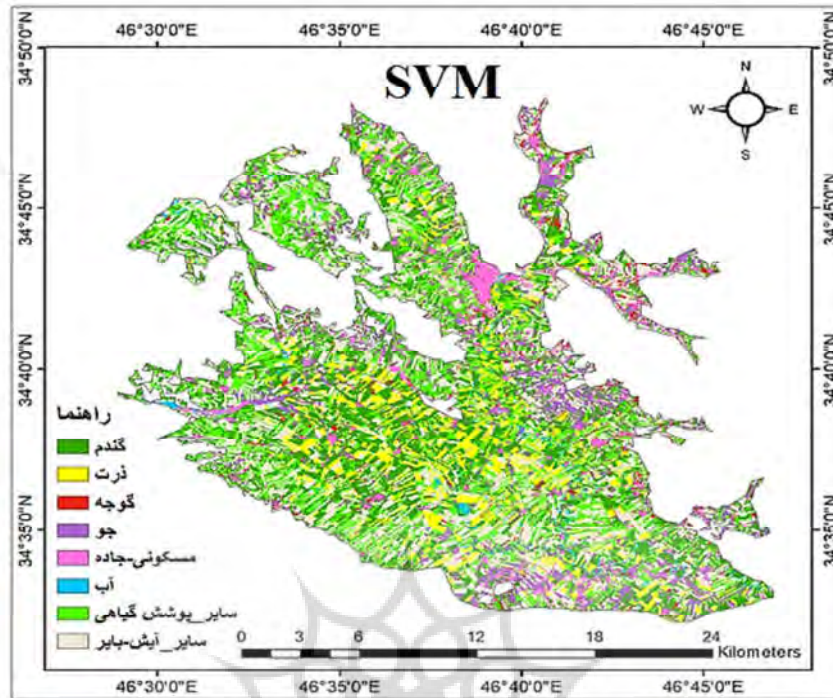 46°30'0"E 46°35'0"E 46°40'0"E 46°45'0"E
SVM
N
W E
S
34°50'0"N 34°50'0"N
34°45'0"N 34°45'0"N
34°40'0"N 34°40'0"N
34°35'0"N 34°35'0"N
راهنما
گندم
ذرت
گوجه
جو
مسکونی-جاده
آب
سایر_پوشش گیاهی
سایر_آیش-بایر
0 3 6 12 18 24
Kilometers
46°30'0"E 46°35'0"E 46°40'0"E 46°45'0"E